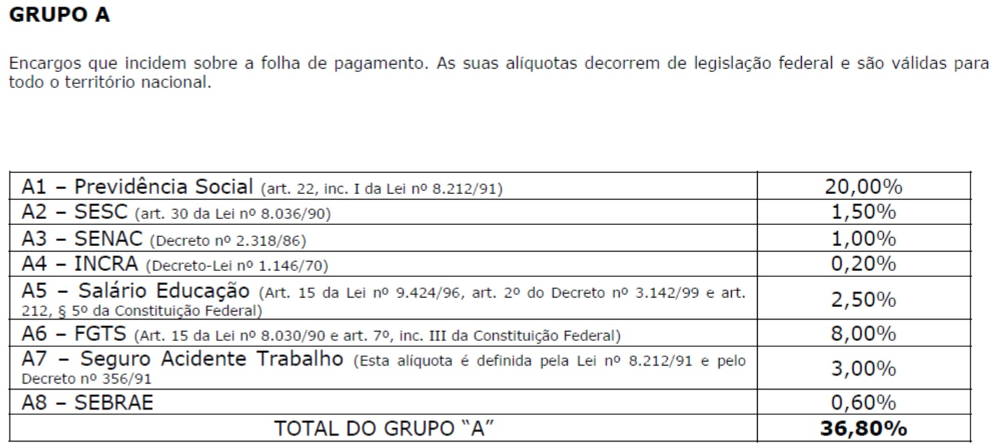 GRUPO A
Encargos que incidem sobre a folha de pagamento. As suas alíquotas decorrem de legislação federal e são válidas para
todo o território nacional.
A1 – Previdência Social (art. 22, inc. I da Lei nº 8.212/91) 20,00%
A2 – SESC (art. 30 da Lei nº 8.036/90) 1,50%
A3 – SENAC (Decreto nº 2.318/86) 1,00%
A4 – INCRA (Decreto-Lei nº 1.146/70) 0,20%
A5 – Salário Educação (Art. 15 da Lei nº 9.424/96, art. 2º do Decreto nº 3.142/99 e art.
212, § 5º da Constituição Federal) 2,50%
A6 – FGTS (Art. 15 da Lei nº 8.030/90 e art. 7º, inc. III da Constituição Federal) 8,00%
A7 – Seguro Acidente Trabalho (Esta alíquota é definida pela Lei nº 8.212/91 e pelo
Decreto nº 356/91 3,00%
A8 – SEBRAE 0,60%
TOTAL DO GRUPO “A” 36,80%